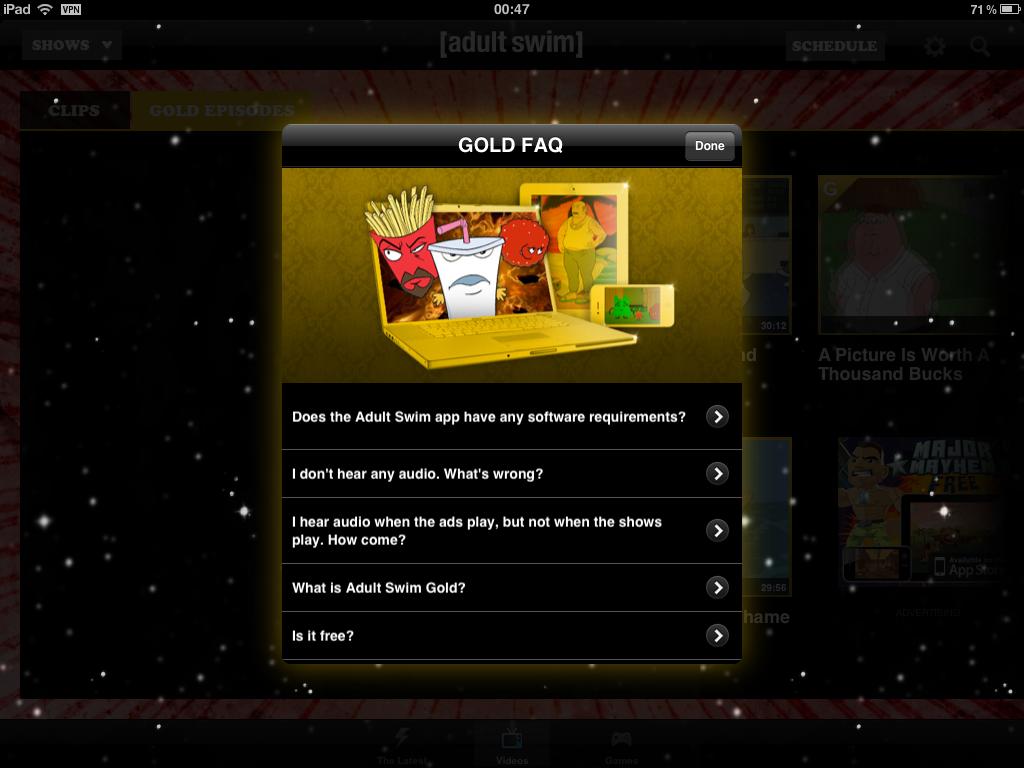 iPad VPN 00:47 71%
SHOWS [adult swim] SCHEDULE
CLIPS GOLD EPISODES
GOLD FAQ Done
G
30:12
nd A Picture Is Worth A
Thousand Bucks
Does the Adult Swim app have any software requirements?
I don't hear any audio. What's wrong?
I hear audio when the ads play, but not when the shows
play. How come?
What is Adult Swim Gold?
Is it free?
MAJOR
MAYHEM
FREE
App Store
29:56
hame
ADVERTISING
The Latest Videos Games